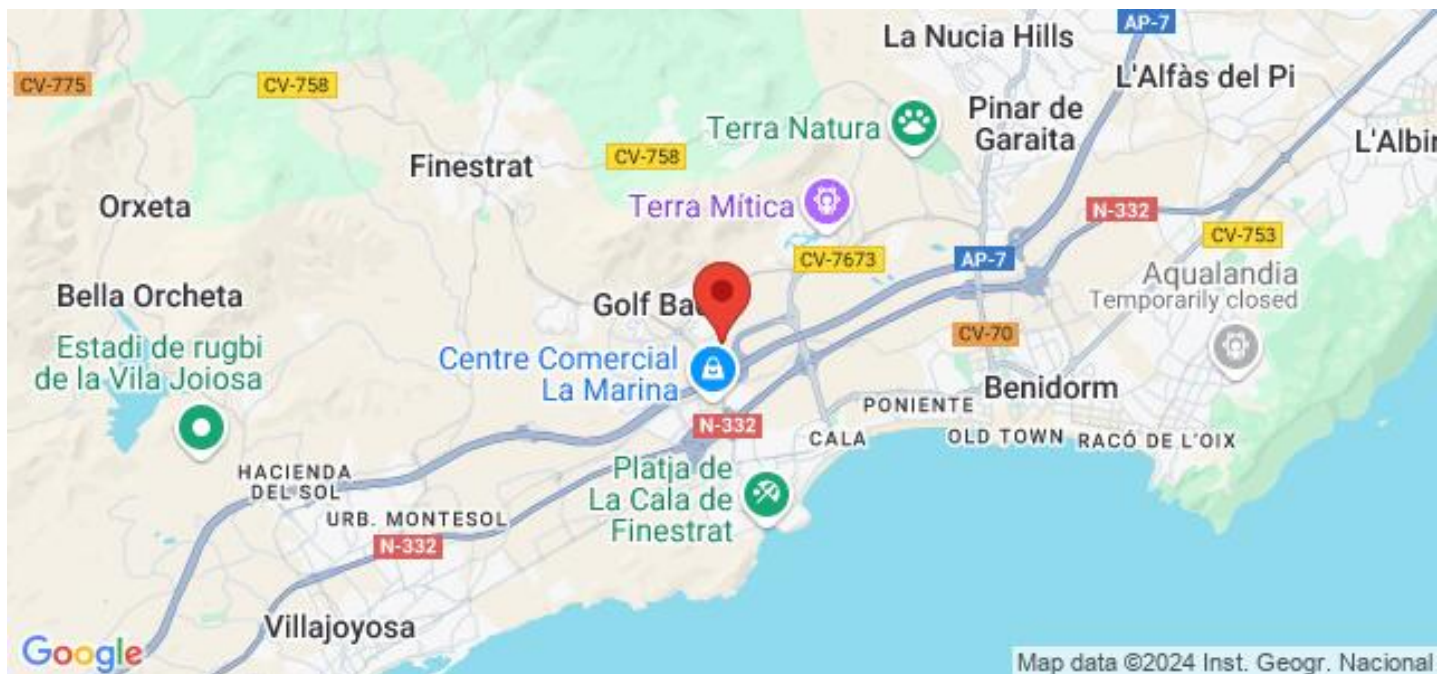 AP-7
La Nucia Hills
L'Alfàs del Pi
CV-775
CV-758
Pinar de
Garaita
Terra Natura
L'Albir
Finestrat
CV-758
Orxeta
Terra Mítica
N-332
CV-753
CV-7673
AP-7
Aqualandia
Temporarily closed
Bella Orcheta
Golf Ba
Estadi de rugbi
de la Vila Joiosa
Centre Comercial
La Marina
CV-70
Benidorm
PONIENTE
N-332
CALA
OLD TOWN
RACÓ DE L'OIX
HACIENDA
DEL SOL
Platja de
La Cala de
Finestrat
URB. MONTESOL
N-332
Villajoyosa
Google
Map data ©2024 Inst. Geogr. Nacional